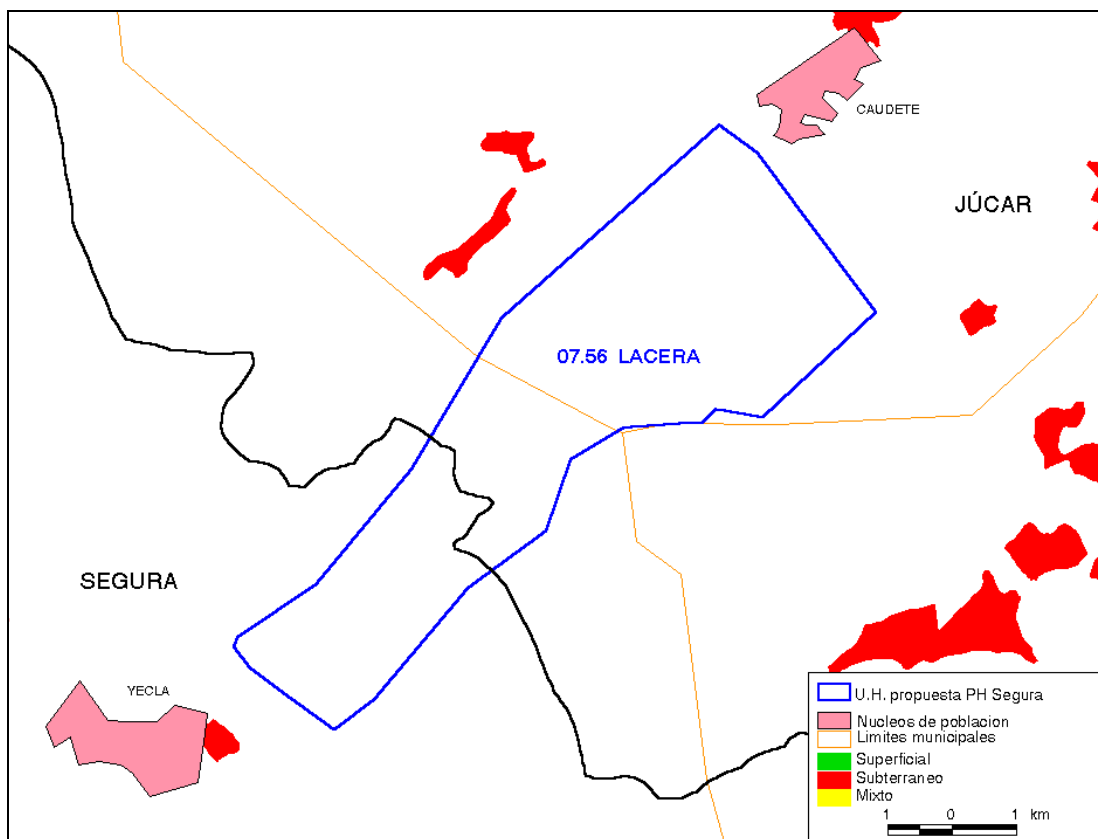 CAUDETE
JÚCAR
07.56 LACERA
SEGURA
YECLA
U.H. propuesta PH Segura
Nucleos de poblacion
Limites municipales
Superficial
Subterraneo
Mixto
1 0 1 km